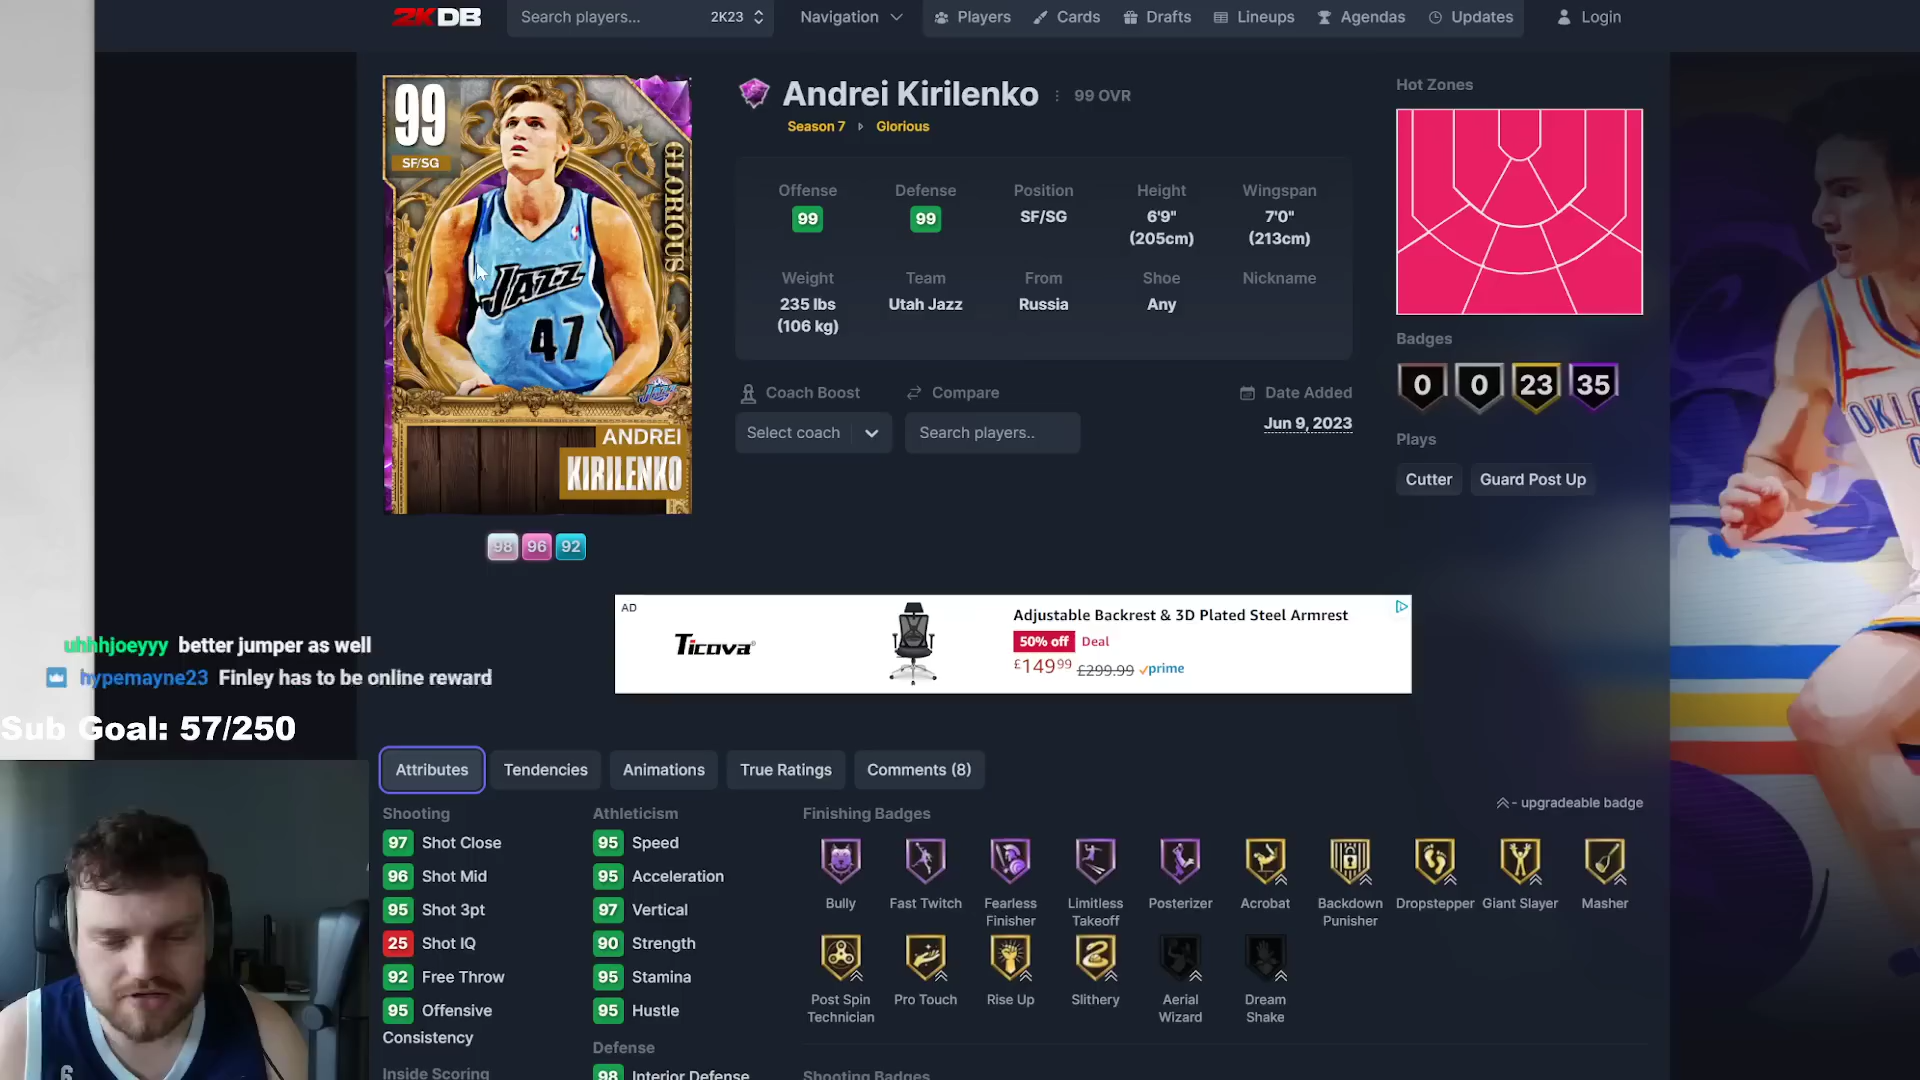 2KDB
Search players...
2K23
Navigation
Players
Cards
Drafts
Lineups
Agendas
Updates
Login
99
SF/SG
GLORIOUS
JAZZ
47
ANDREI
KIRILENKO
98
96
92
Andrei Kirilenko
99 OVR
Season 7
Glorious
Offense
Defense
Position
Height
Wingspan
99
99
SF/SG
6'9"
(205cm)
7'0"
(213cm)
Weight
Team
From
Shoe
Nickname
235 lbs
(106 kg)
Utah Jazz
Russia
Any
Coach Boost
Compare
Date Added
Select coach
Search players..
Jun 9, 2023
Hot Zones
Badges
0
0
23
35
Plays
Cutter
Guard Post Up
AD
Ticova
Adjustable Backrest & 3D Plated Steel Armrest
50% off Deal
£149.99 £299.99 prime
uhhhjoeyyy better jumper as well
hypemayne23 Finley has to be online reward
Sub Goal: 57/250
Attributes
Tendencies
Animations
True Ratings
Comments (8)
Shooting
97 Shot Close
96 Shot Mid
95 Shot 3pt
25 Shot IQ
92 Free Throw
95 Offensive
Consistency
Inside Scoring
Athleticism
95 Speed
95 Acceleration
97 Vertical
90 Strength
95 Stamina
95 Hustle
Defense
98 Interior Defense
Finishing Badges
- upgradeable badge
Bully
Fast Twitch
Fearless
Finisher
Limitless
Takeoff
Posterizer
Acrobat
Backdown
Punisher
Dropstepper
Giant Slayer
Masher
Post Spin
Technician
Pro Touch
Rise Up
Slithery
Aerial
Wizard
Dream
Shake
Shooting Badges
6